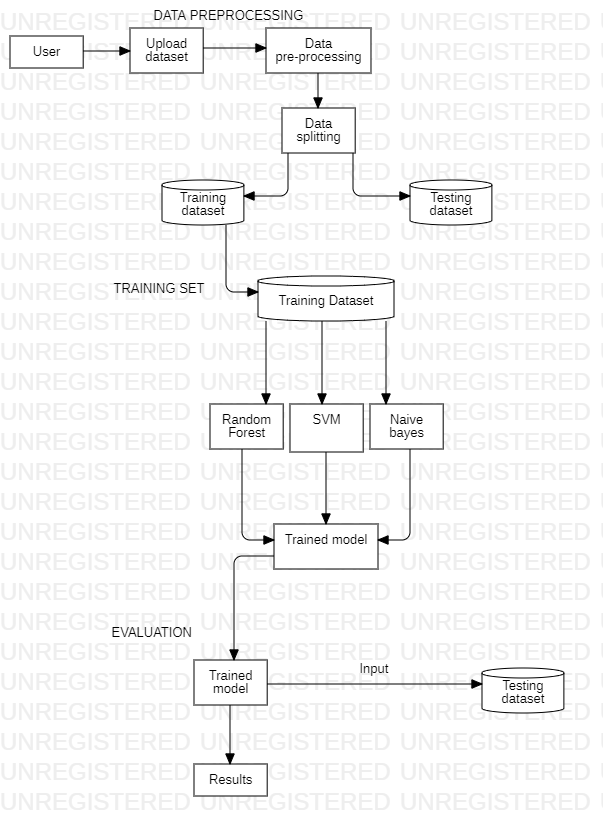 DATA PREPROCESSING
User
Upload
dataset
Data
pre-processing
Data
splitting
Training
dataset
Testing
dataset
TRAINING SET
Training Dataset
Random
Forest
SVM
Naive
bayes
Trained model
EVALUATION
Trained
model
Input
Testing
dataset
Results
UNREGISTERED